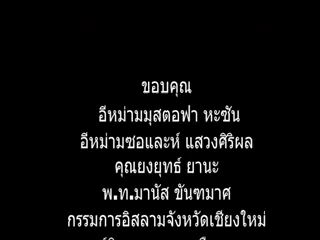 ขอบคุณ
อีหม่ามมุสตอฟา หะซัน
อีหม่ามซอและห์ แสวงศิริผล
คุณยงยุทธ์ ยานะ
พ.ท.มานัส ขันฑมาศ
กรรมการอิสลามจังหวัดเชียงใหม่